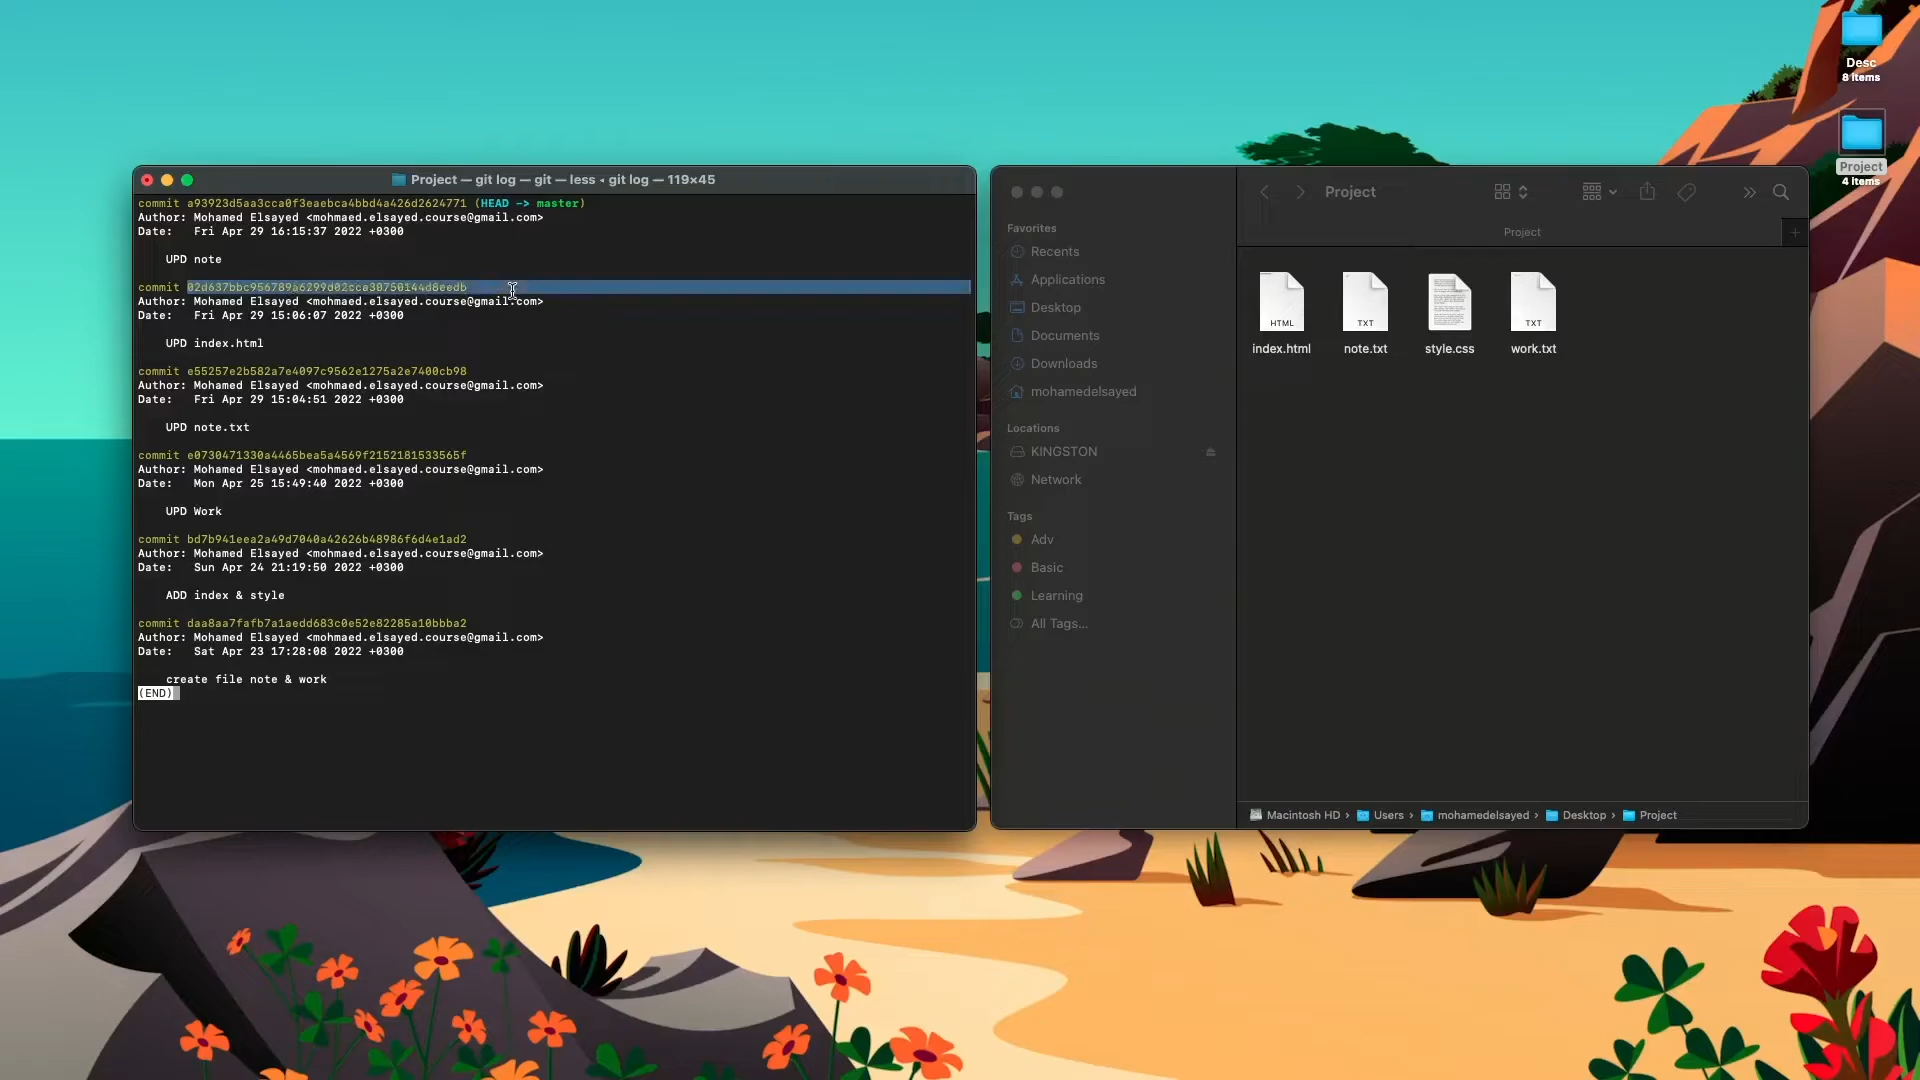 Desc
8 items
Project
4 items
Project — git log — git — less ◂ git log — 119×45
commit a93923d5aa3cca0f3eaebca4bbd4a426d2624771 (HEAD -> master)
Author: Mohamed Elsayed <mohmaed.elsayed.course@gmail.com>
Date:   Fri Apr 29 16:15:37 2022 +0300
UPD note
commit 02d637bbc956789a6299d02cca30750144d8eedb
Author: Mohamed Elsayed <mohmaed.elsayed.course@gmail.com>
Date:   Fri Apr 29 15:06:07 2022 +0300
UPD index.html
commit e55257e2b582a7e4097c9562e1275a2e7400cb98
Author: Mohamed Elsayed <mohmaed.elsayed.course@gmail.com>
Date:   Fri Apr 29 15:04:51 2022 +0300
UPD note.txt
commit e0730471330a4465bea5a4569f2152181533565f
Author: Mohamed Elsayed <mohmaed.elsayed.course@gmail.com>
Date:   Mon Apr 25 15:49:40 2022 +0300
UPD Work
commit bd7b941eea2a49d7040a42626b48986f6d4e1ad2
Author: Mohamed Elsayed <mohmaed.elsayed.course@gmail.com>
Date:   Sun Apr 24 21:19:50 2022 +0300
ADD index & style
commit daa8aa7fafb7a1aedd683c0e52e82285a10bbba2
Author: Mohamed Elsayed <mohmaed.elsayed.course@gmail.com>
Date:   Sat Apr 23 17:28:08 2022 +0300
create file note & work
(END)
Project
Project
Favorites
Recents
Applications
Desktop
Documents
Downloads
mohamedelsayed
Locations
KINGSTON
Network
Tags
Adv
Basic
Learning
All Tags...
HTML
TXT
TXT
index.html
note.txt
style.css
work.txt
Macintosh HD › Users › mohamedelsayed › Desktop › Project